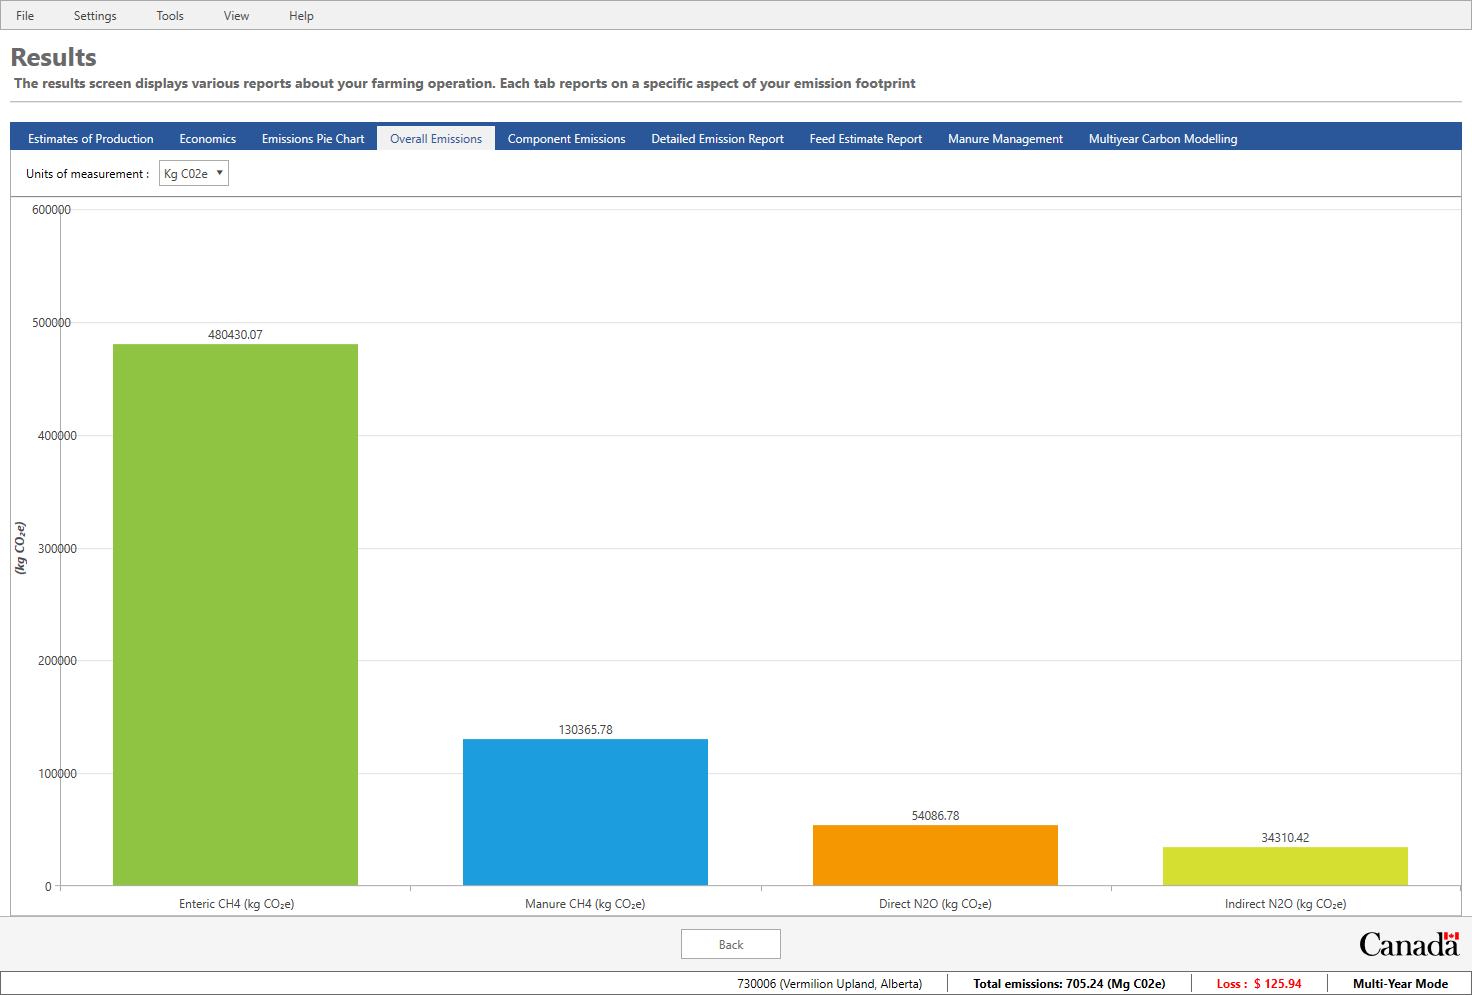 File Settings Tools View Help
Results
The results screen displays various reports about your farming operation. Each tab reports on a specific aspect of your emission footprint
Estimates of Production Economics Emissions Pie Chart Overall Emissions Component Emissions Detailed Emission Report Feed Estimate Report Manure Management Multiyear Carbon Modelling
Units of measurement : Kg C02e
600000
500000
480430.07
400000
(kg CO₂e)
300000
200000
130365.78
100000
54086.78
34310.42
0
Enteric CH4 (kg CO₂e) Manure CH4 (kg CO₂e) Direct N2O (kg CO₂e) Indirect N2O (kg CO₂e)
Back
Canada
730006 (Vermilion Upland, Alberta) Total emissions: 705.24 (Mg C02e) Loss : $ 125.94 Multi-Year Mode